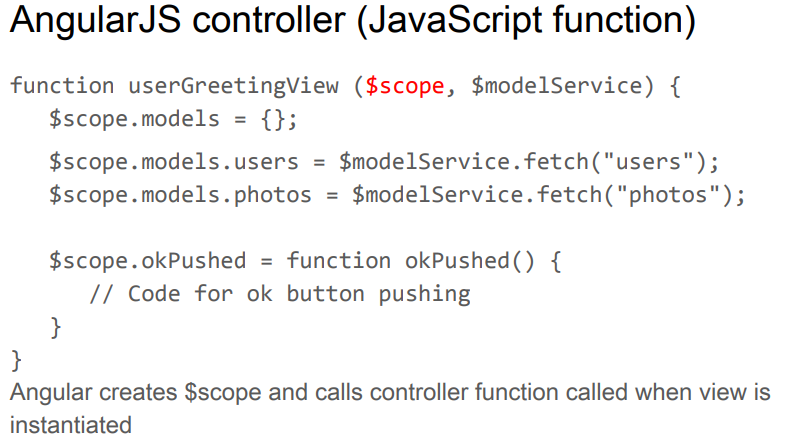 AngularJS controller (JavaScript function)
function userGreetingView ($scope, $modelService) {
$scope.models = {};
$scope.models.users = $modelService.fetch("users");
$scope.models.photos = $modelService.fetch("photos");
$scope.okPushed = function okPushed() {
// Code for ok button pushing
}
}
Angular creates $scope and calls controller function called when view is
instantiated